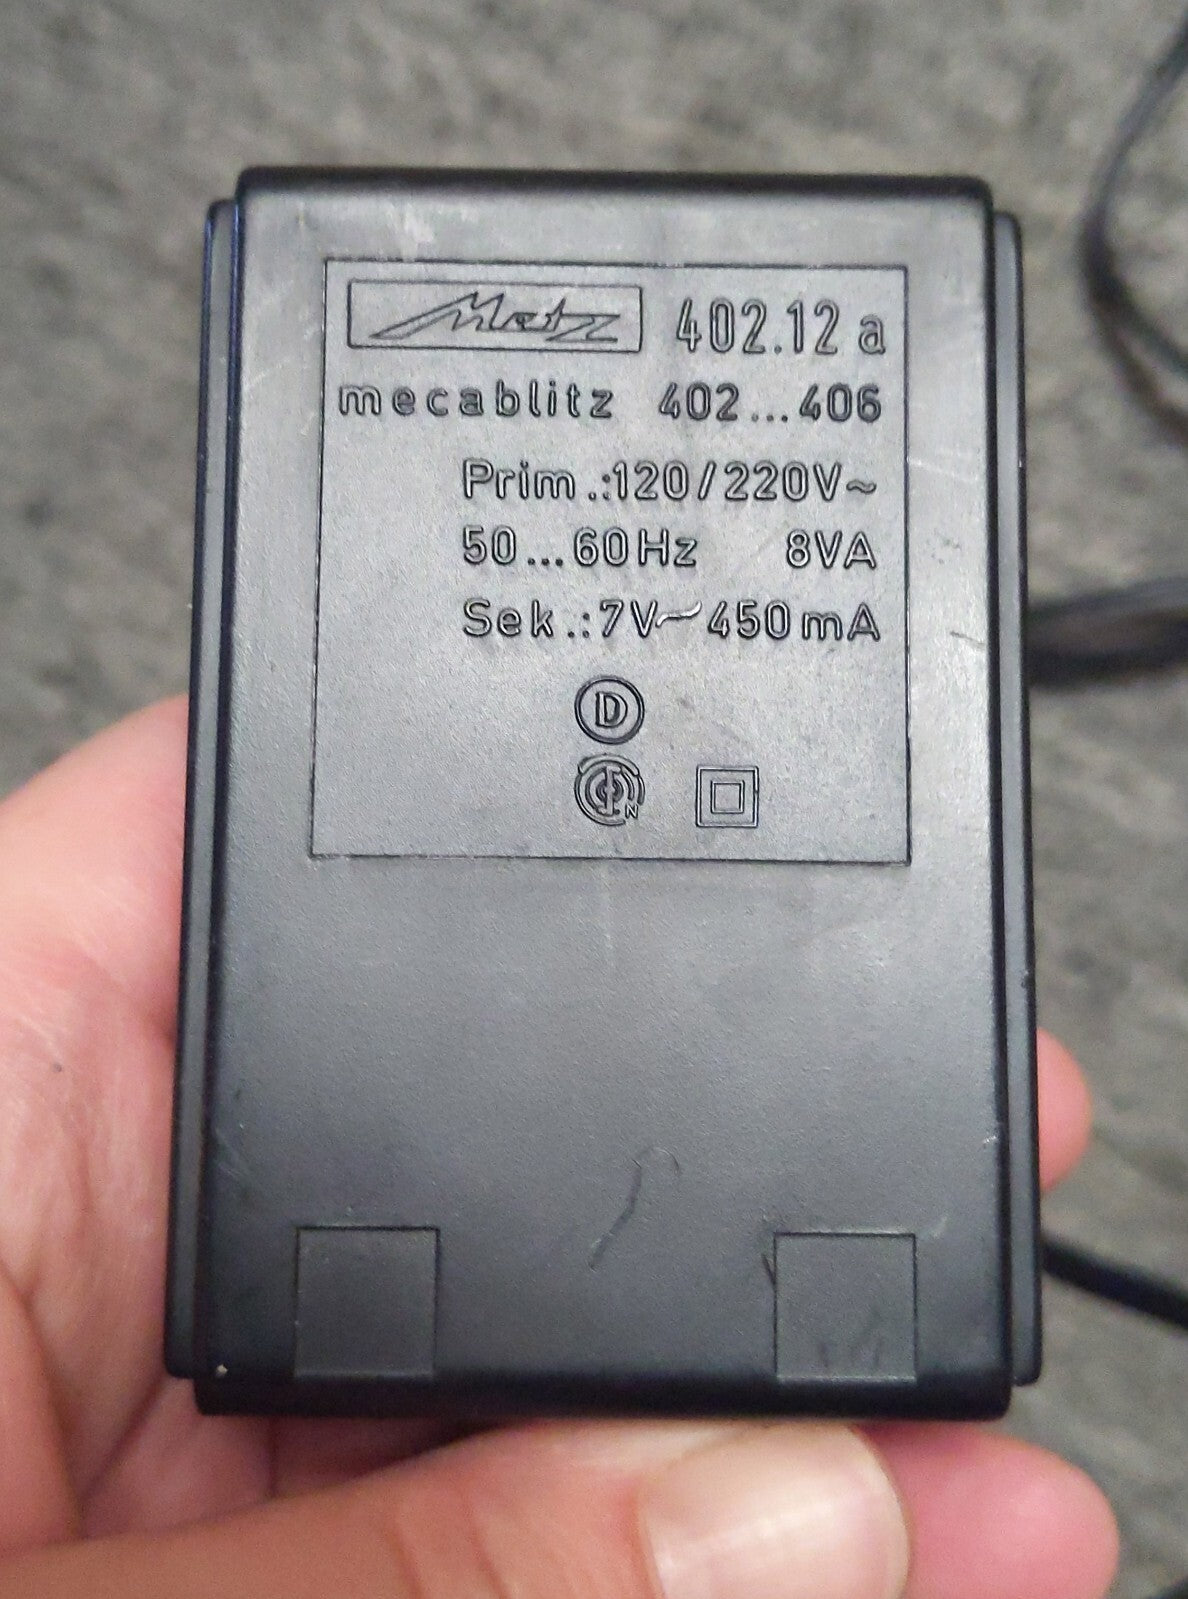 Metz 402.12 a
mecablitz 402...406
Prim.:120/220V~
50...60Hz 8VA
Sek.:7V~450mA
D
N